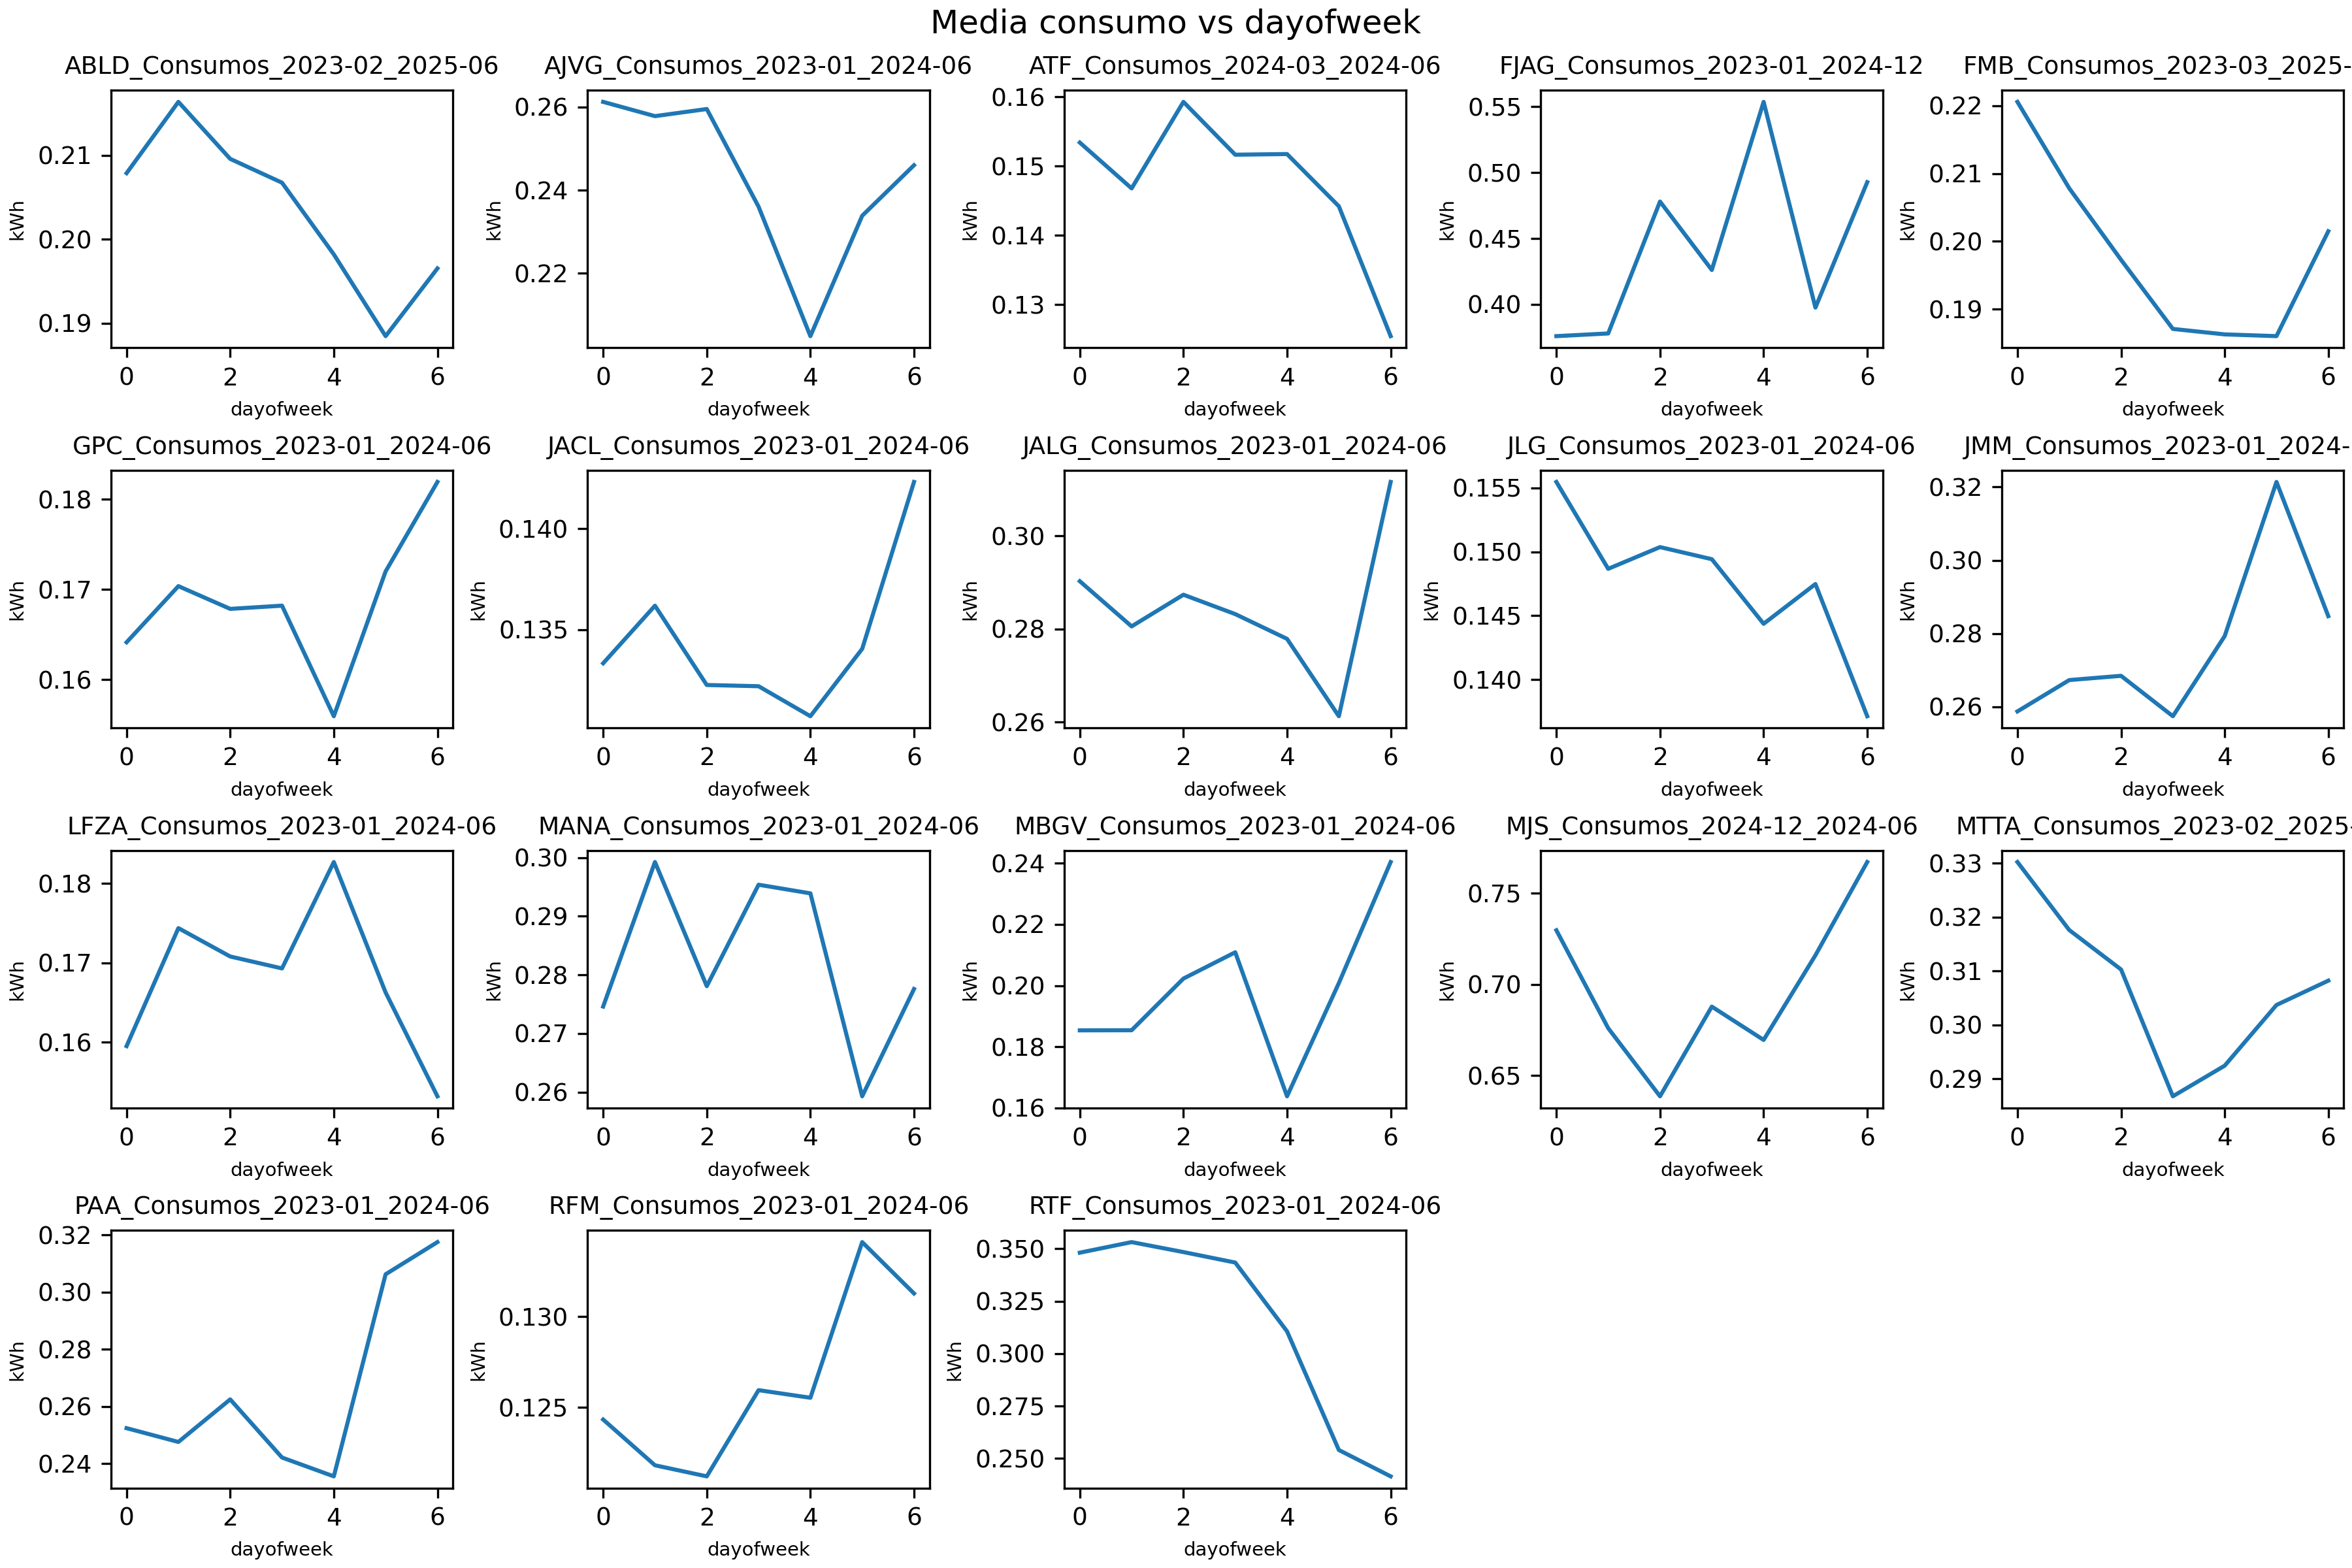 Media consumo vs dayofweek
ABLD_Consumos_2023-02_2025-06
0.21
0.20
0.19
kWh
0 2 4 6
dayofweek
AJVG_Consumos_2023-01_2024-06
0.26
0.24
0.22
kWh
0 2 4 6
dayofweek
ATF_Consumos_2024-03_2024-06
0.16
0.15
0.14
0.13
kWh
0 2 4 6
dayofweek
FJAG_Consumos_2023-01_2024-12
0.55
0.50
0.45
0.40
kWh
0 2 4 6
dayofweek
FMB_Consumos_2023-03_2025-
0.22
0.21
0.20
0.19
kWh
0 2 4 6
dayofweek
GPC_Consumos_2023-01_2024-06
0.18
0.17
0.16
kWh
0 2 4 6
dayofweek
JACL_Consumos_2023-01_2024-06
0.140
0.135
kWh
0 2 4 6
dayofweek
JALG_Consumos_2023-01_2024-06
0.30
0.28
0.26
kWh
0 2 4 6
dayofweek
JLG_Consumos_2023-01_2024-06
0.155
0.150
0.145
0.140
kWh
0 2 4 6
dayofweek
JMM_Consumos_2023-01_2024-
0.32
0.30
0.28
0.26
kWh
0 2 4 6
dayofweek
LFZA_Consumos_2023-01_2024-06
0.18
0.17
0.16
kWh
0 2 4 6
dayofweek
MANA_Consumos_2023-01_2024-06
0.30
0.29
0.28
0.27
0.26
kWh
0 2 4 6
dayofweek
MBGV_Consumos_2023-01_2024-06
0.24
0.22
0.20
0.18
0.16
kWh
0 2 4 6
dayofweek
MJS_Consumos_2024-12_2024-06
0.75
0.70
0.65
kWh
0 2 4 6
dayofweek
MTTA_Consumos_2023-02_2025-
0.33
0.32
0.31
0.30
0.29
kWh
0 2 4 6
dayofweek
PAA_Consumos_2023-01_2024-06
0.32
0.30
0.28
0.26
0.24
kWh
0 2 4 6
dayofweek
RFM_Consumos_2023-01_2024-06
0.130
0.125
kWh
0 2 4 6
dayofweek
RTF_Consumos_2023-01_2024-06
0.350
0.325
0.300
0.275
0.250
kWh
0 2 4 6
dayofweek